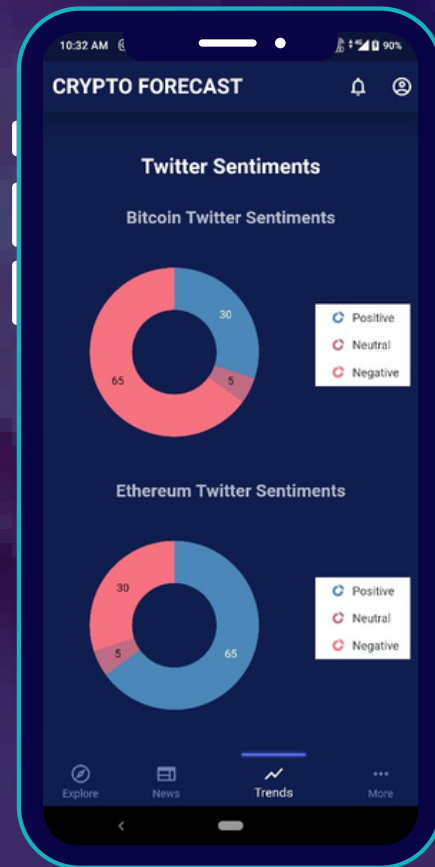 10:32 AM
90%
CRYPTO FORECAST
Twitter Sentiments
Bitcoin Twitter Sentiments
30
5
65
Positive
Neutral
Negative
Ethereum Twitter Sentiments
30
5
65
Positive
Neutral
Negative
Explore
News
Trends
More